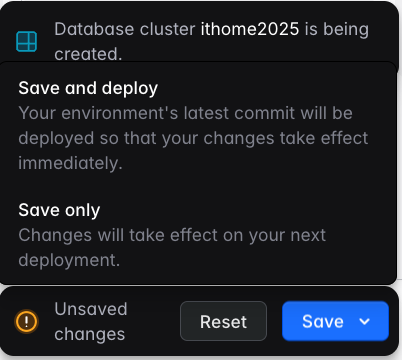 Database cluster ithome2025 is being
created.
Save and deploy
Your environment's latest commit will be
deployed so that your changes take effect
immediately.
Save only
Changes will take effect on your next
deployment.
Unsaved
changes
Reset
Save